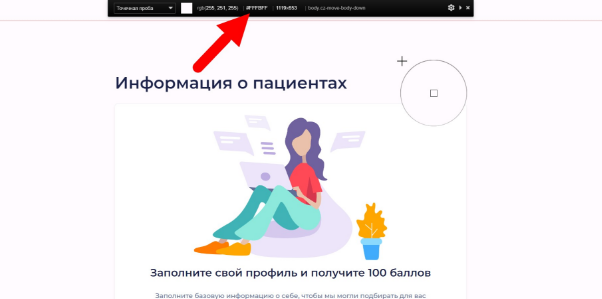 Точечная проба rgb(255, 251, 255) | #FFFBFF | 1119x853 | body.cz-move-body-down
Информация о пациентах
Заполните свой профиль и получите 100 баллов
Заполните базовую информацию о себе, чтобы мы могли подбирать для вас